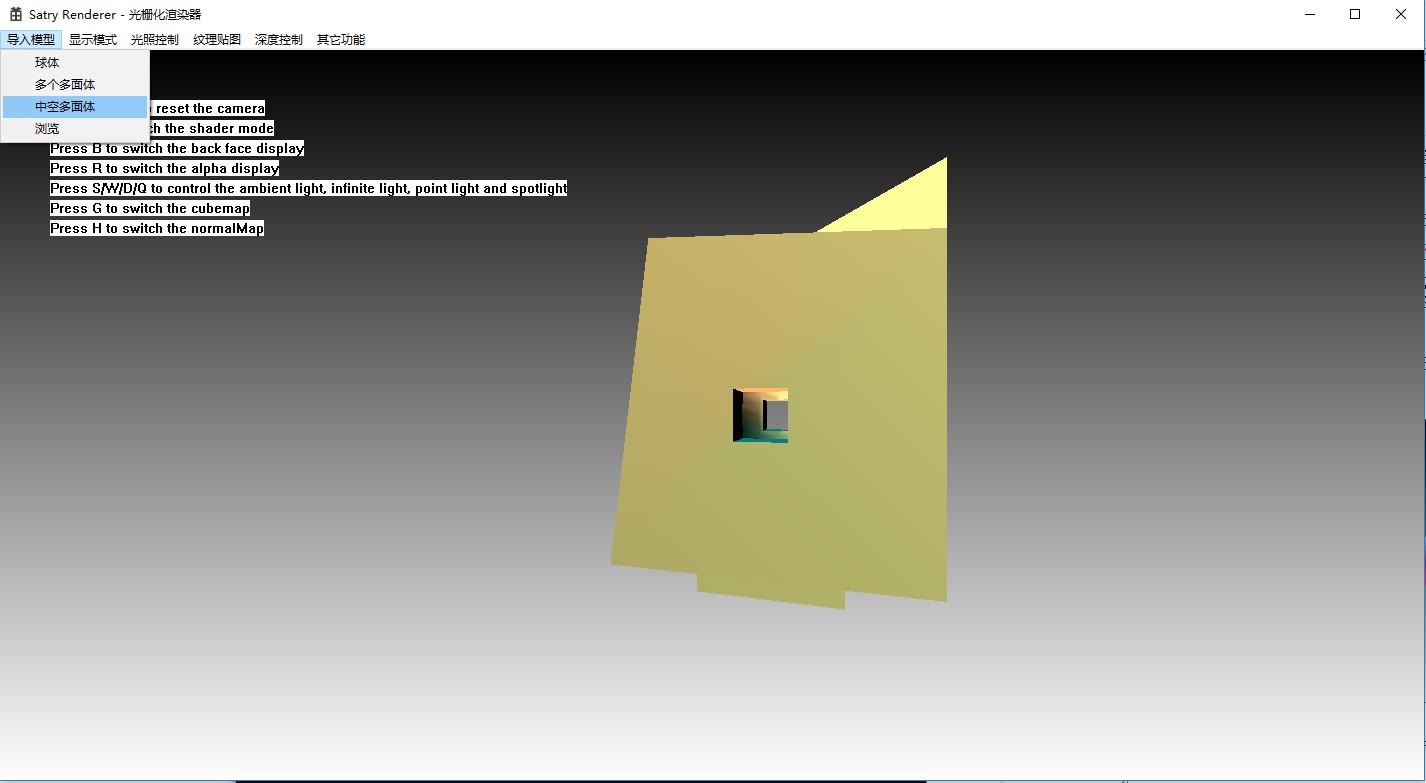 Satry Renderer - 光栅化渲染器
导入模型 显示模式 光照控制 纹理贴图 深度控制 其它功能
球体
多个多面体
中空多面体
浏览
reset the camera
ch the shader mode
Press B to switch the back face display
Press R to switch the alpha display
Press S/W/D/Q to control the ambient light, infinite light, point light and spotlight
Press G to switch the cubemap
Press H to switch the normalMap